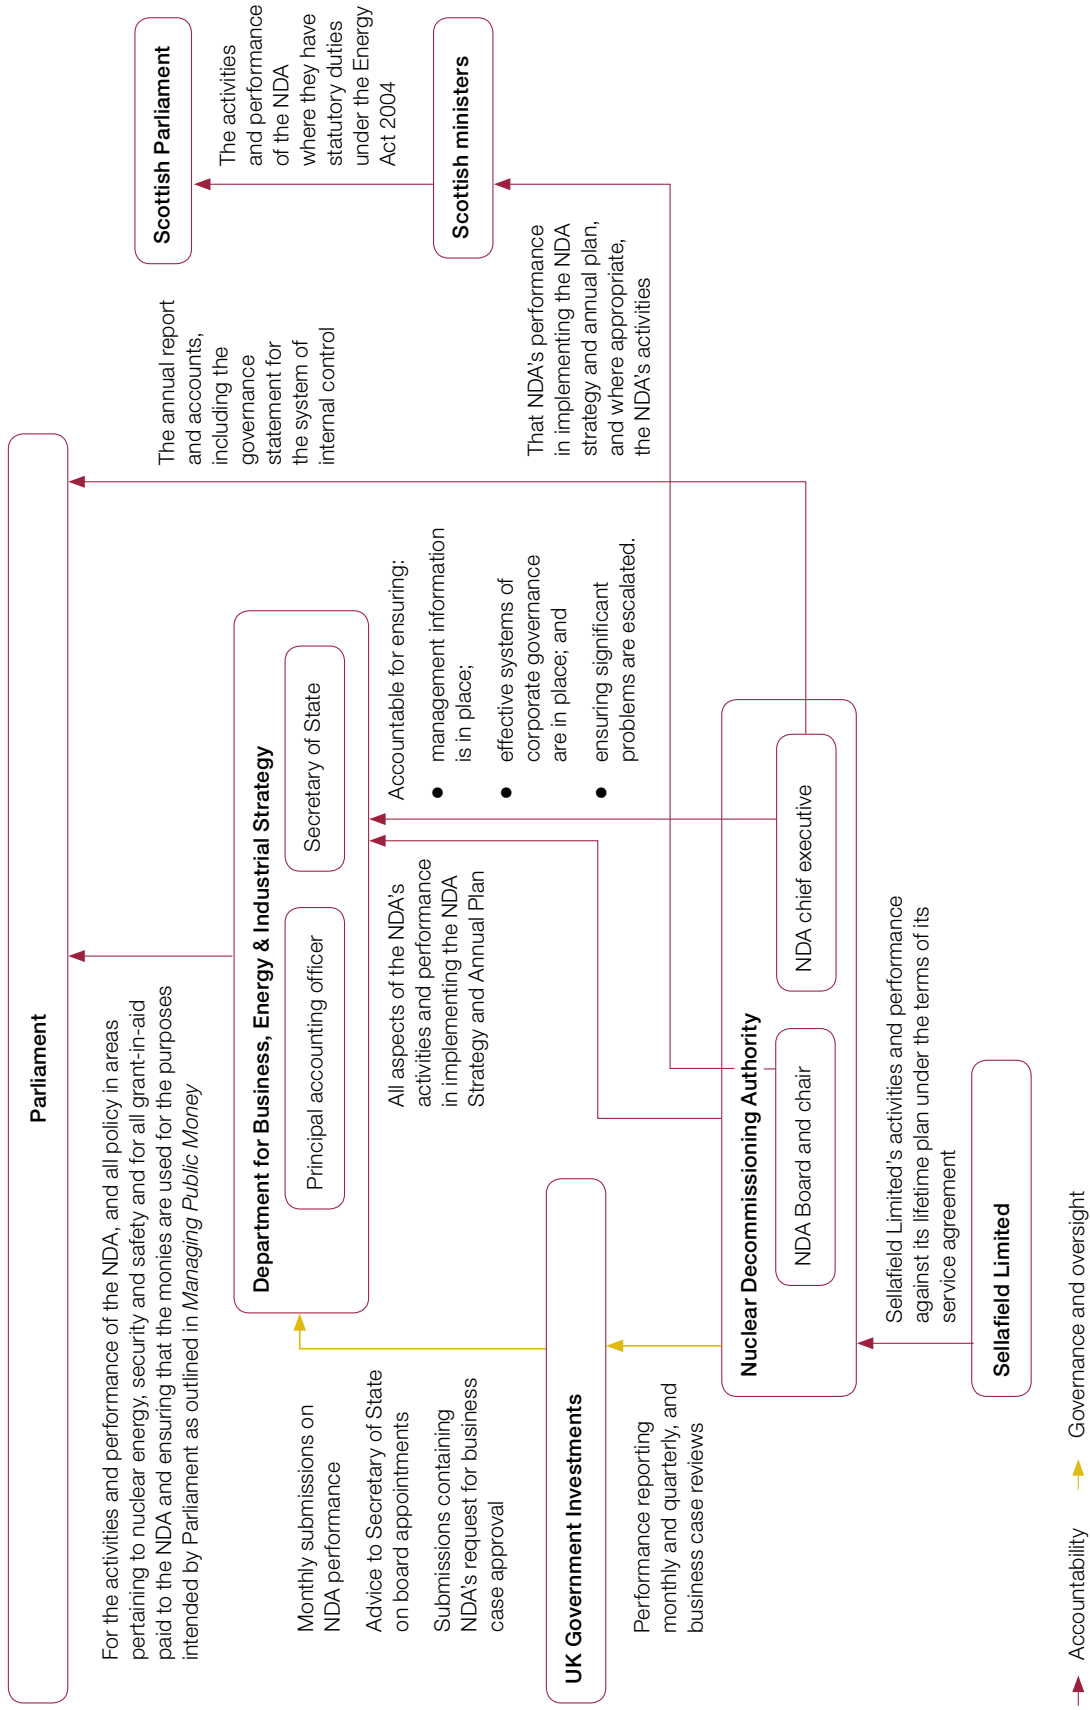 Parliament
For the activities and performance of the NDA, and all policy in areas
pertaining to nuclear energy, security and safety and for all grant-in-aid
paid to the NDA and ensuring that the monies are used for the purposes
intended by Parliament as outlined in Managing Public Money
The annual report
and accounts,
including the
governance
statement for
the system of
internal control
Scottish Parliament
The activities
and performance
of the NDA
where they have
statutory duties
under the Energy
Act 2004
Department for Business, Energy & Industrial Strategy
Principal accounting officer
Secretary of State
Monthly submissions on
NDA performance
Advice to Secretary of State
on board appointments
Submissions containing
NDA's request for business
case approval
All aspects of the NDA's
activities and performance
in implementing the NDA
Strategy and Annual Plan
Accountable for ensuring:
● management information
is in place;
● effective systems of
corporate governance
are in place; and
● ensuring significant
problems are escalated.
Scottish ministers
That NDA's performance
in implementing the NDA
strategy and annual plan,
and where appropriate,
the NDA's activities
UK Government Investments
Performance reporting
monthly and quarterly, and
business case reviews
Nuclear Decommissioning Authority
NDA Board and chair
NDA chief executive
Sellafield Limited's activities and performance
against its lifetime plan under the terms of its
service agreement
Sellafield Limited
Accountability
Governance and oversight